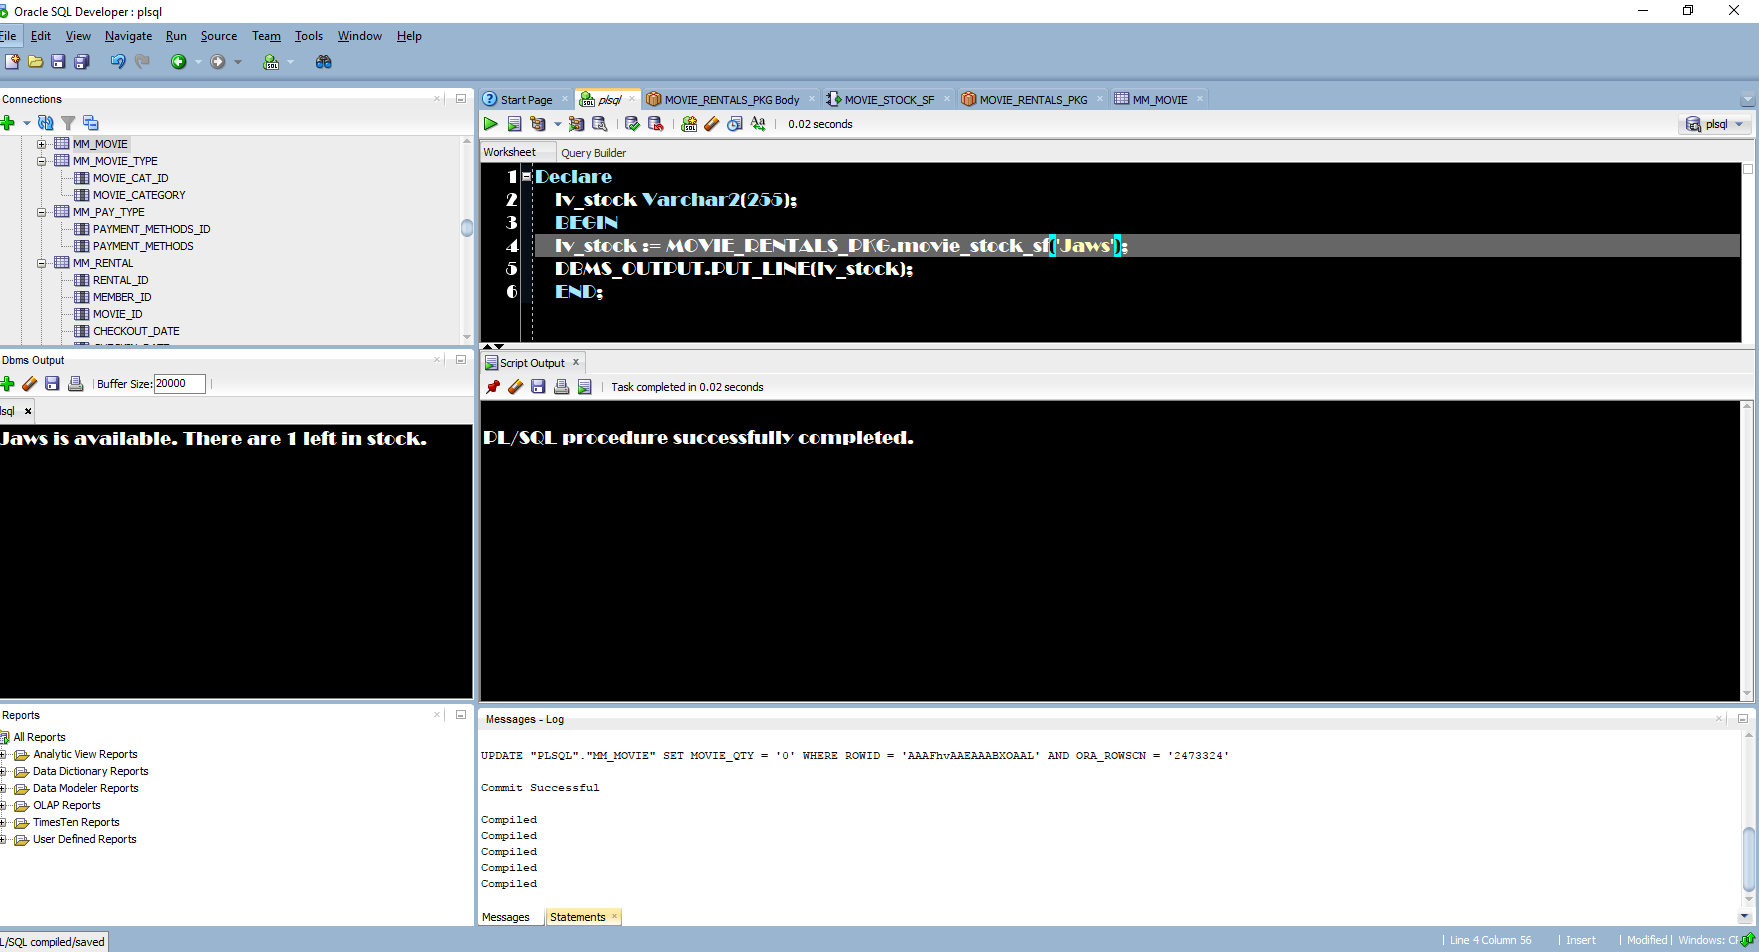 Oracle SQL Developer : plsql
File Edit View Navigate Run Source Team Tools Window Help
Connections
MM_MOVIE
MM_MOVIE_TYPE
MOVIE_CAT_ID
MOVIE_CATEGORY
MM_PAY_TYPE
PAYMENT_METHODS_ID
PAYMENT_METHODS
MM_RENTAL
RENTAL_ID
MEMBER_ID
MOVIE_ID
CHECKOUT_DATE
Dbms Output
Buffer Size: 20000
lsql
Jaws is available. There are 1 left in stock.
Reports
All Reports
Analytic View Reports
Data Dictionary Reports
Data Modeler Reports
OLAP Reports
TimesTen Reports
User Defined Reports
Start Page plsql MOVIE_RENTALS_PKG Body MOVIE_STOCK_SF MOVIE_RENTALS_PKG MM_MOVIE
0.02 seconds plsql
Worksheet Query Builder
1 Declare
2 lv_stock Varchar2(255);
3 BEGIN
4 lv_stock := MOVIE_RENTALS_PKG.movie_stock_sf('Jaws');
5 DBMS_OUTPUT.PUT_LINE(lv_stock);
6 END;
Script Output
Task completed in 0.02 seconds
PL/SQL procedure successfully completed.
Messages - Log
UPDATE "PLSQL"."MM_MOVIE" SET MOVIE_QTY = '0' WHERE ROWID = 'AAAFhvAAEAAABXOAAL' AND ORA_ROWSCN = '2473324'
Commit Successful
Compiled
Compiled
Compiled
Compiled
Compiled
Messages Statements
L/SQL compiled/saved
Line 4 Column 56 Insert Modified Windows: